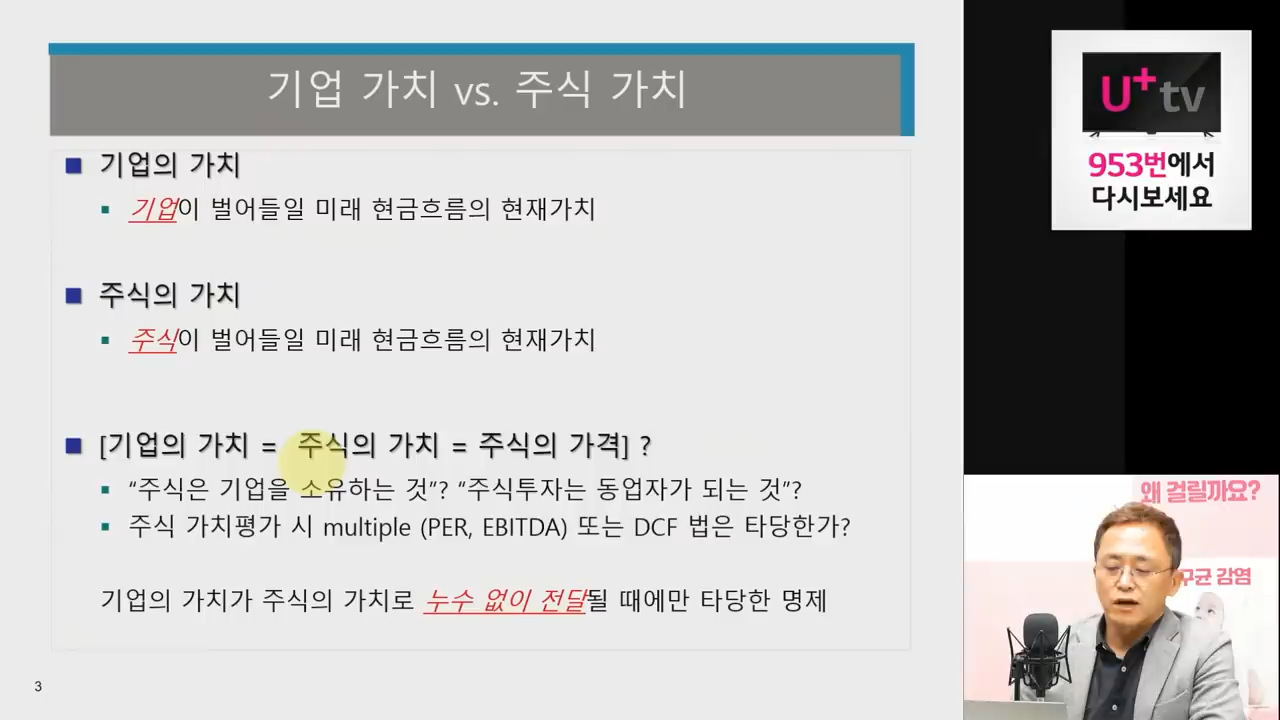 기업 가치 vs. 주식 가치
기업의 가치
기업이 벌어들일 미래 현금흐름의 현재가치
주식의 가치
주식이 벌어들일 미래 현금흐름의 현재가치
[기업의 가치 = 주식의 가치 = 주식의 가격] ?
“주식은 기업을 소유하는 것”? “주식투자는 동업자가 되는 것”?
주식 가치평가 시 multiple (PER, EBITDA) 또는 DCF 법은 타당한가?
기업의 가치가 주식의 가치로 누수 없이 전달될 때에만 타당한 명제
3
U+tv
953번에서
다시보세요
왜 걸릴까요?
구균 감염